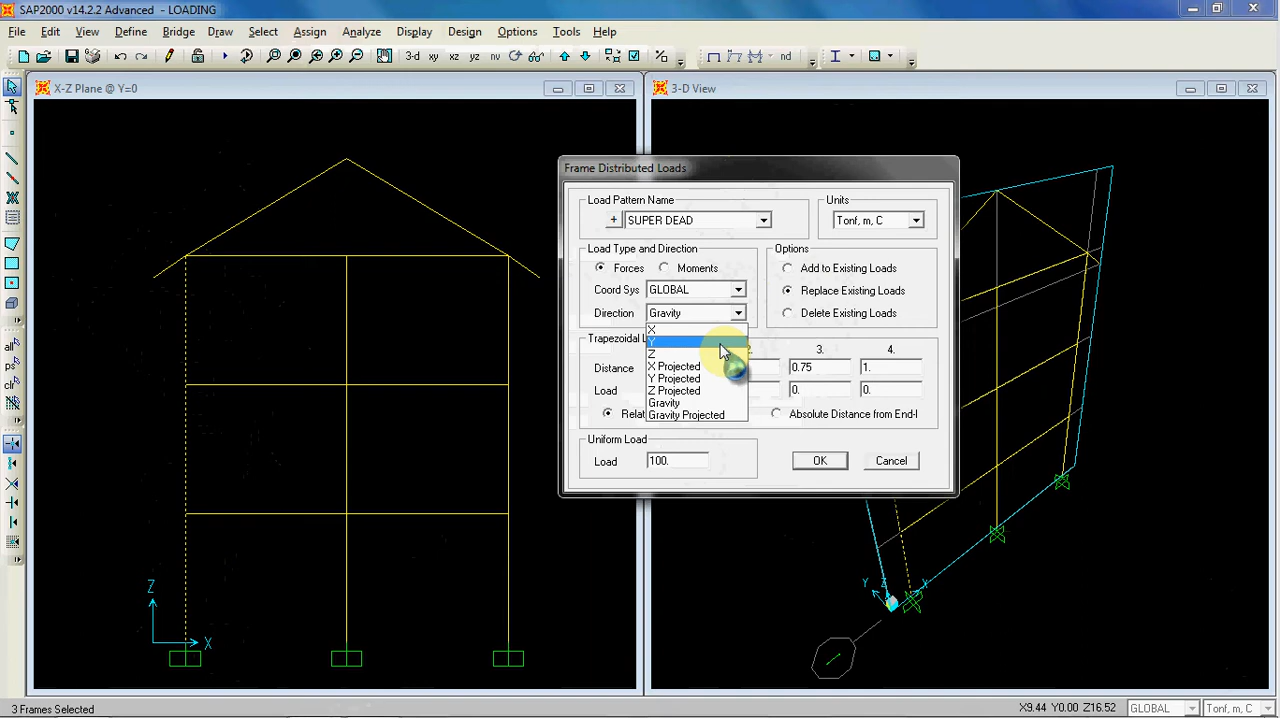 SAP2000 v14.2.2 Advanced - LOADING
File Edit View Define Bridge Draw Select Assign Analyze Display Design Options Tools Help
3-d xy xz yz nv nd
X-Z Plane @ Y=0
3-D View
Frame Distributed Loads
Load Pattern Name
+ SUPER DEAD
Units
Tonf, m, C
Load Type and Direction
Forces Moments
Coord Sys GLOBAL
Direction Gravity
X
Y
Z
X Projected
Y Projected
Z Projected
Gravity
Gravity Projected
Options
Add to Existing Loads
Replace Existing Loads
Delete Existing Loads
Trapezoidal L
2. 3. 4.
Distance 0.75 1.
Load 0. 0.
Relat Absolute Distance from End-I
Uniform Load
Load 100.
OK Cancel
all
ps
clr
Z
X
Y Z X
3 Frames Selected
X9.44 Y0.00 Z16.52
GLOBAL
Tonf, m, C